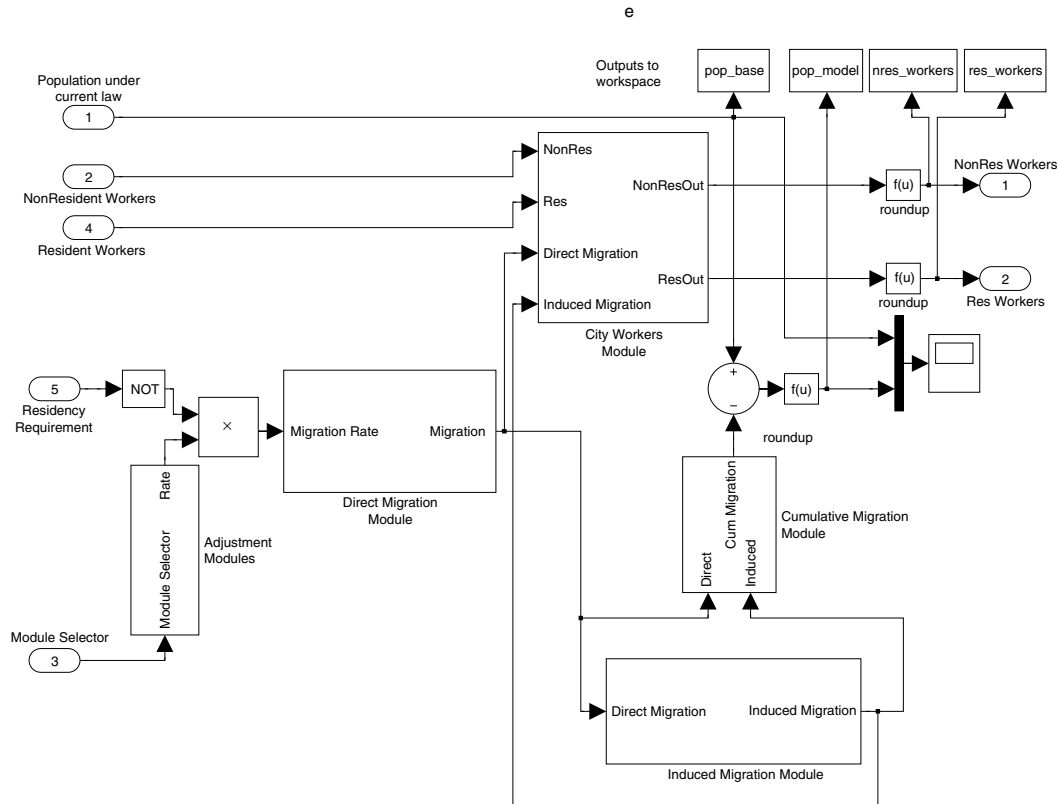 e
Outputs to
workspace
pop_base
pop_model
nres_workers
res_workers
Population under
current law
1
2
NonResident Workers
4
Resident Workers
NonRes
Res
Direct Migration
Induced Migration
NonResOut
ResOut
City Workers
Module
f(u)
roundup
NonRes Workers
1
f(u)
roundup
2
Res Workers
+
−
f(u)
roundup
5
Residency
Requirement
NOT
×
Migration Rate
Migration
Direct Migration
Module
Rate
Module Selector
Adjustment
Modules
Module Selector
3
Cum Migration
Direct
Induced
Cumulative Migration
Module
Direct Migration
Induced Migration
Induced Migration Module